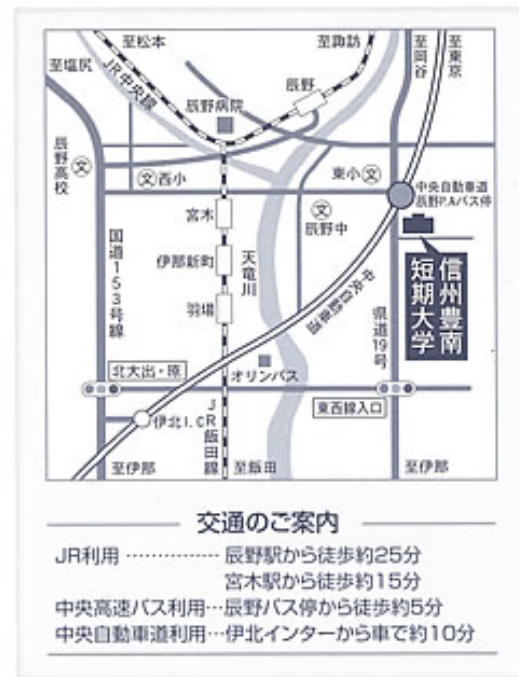 至松本
至諏訪
至岡谷
至東京
至塩尻
JR中央線
辰野
辰野病院
辰野高校
文
文西小
東小文
中央自動車道
辰野P.Aバス停
文
辰野中
宮木
国道153号線
伊那新町
天竜川
中央自動車道
信州豊南
短期大学
県道19号
羽場
北大出・原
オリンパス
東西線入口
伊北I.C
JR飯田線
至伊那
至飯田
至伊那
交通のご案内
JR利用 …………… 辰野駅から徒歩約25分
宮木駅から徒歩約15分
中央高速バス利用…辰野バス停から徒歩約5分
中央自動車道利用…伊北インターから車で約10分